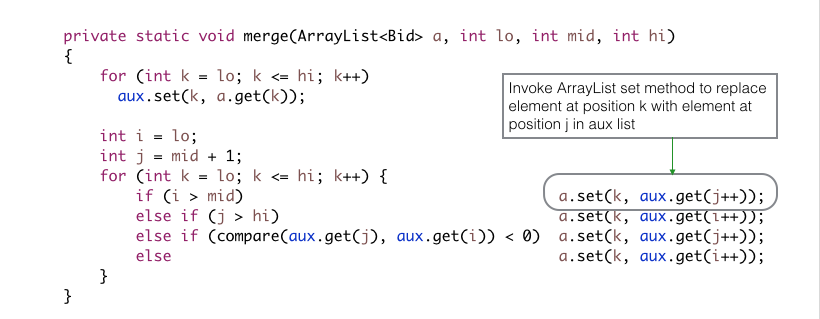 private static void merge(ArrayList<Bid> a, int lo, int mid, int hi)
{
for (int k = lo; k <= hi; k++)
aux.set(k, a.get(k));
Invoke ArrayList set method to replace
element at position k with element at
position j in aux list
int i = lo;
int j = mid + 1;
for (int k = lo; k <= hi; k++) {
if (i > mid) a.set(k, aux.get(j++));
else if (j > hi) a.set(k, aux.get(i++));
else if (compare(aux.get(j), aux.get(i)) < 0) a.set(k, aux.get(j++));
else a.set(k, aux.get(i++));
}
}